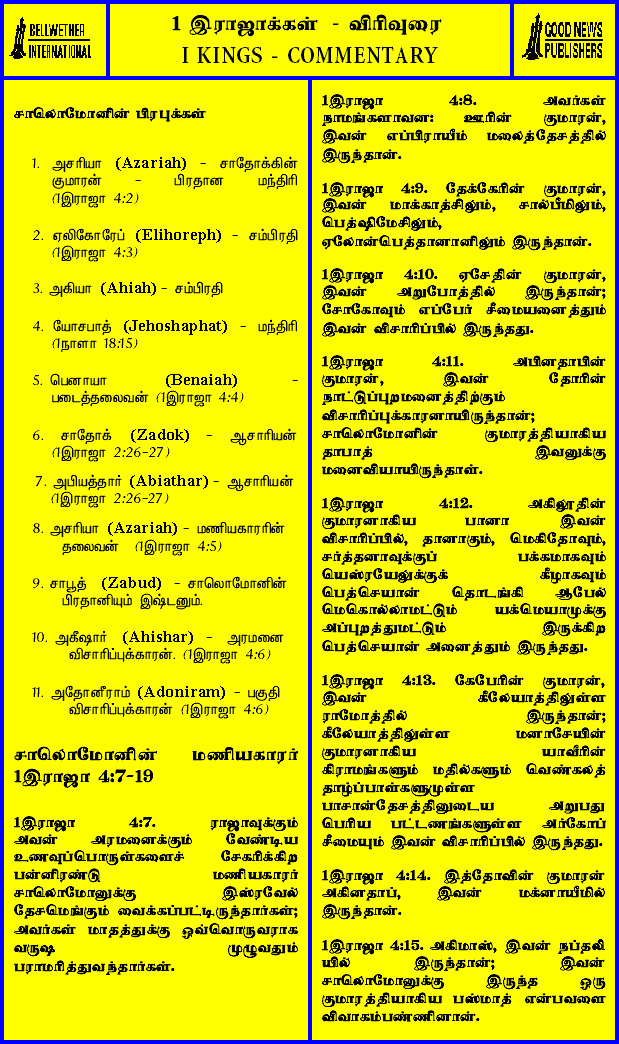 BELLWETHER
INTERNATIONAL
1 இராஜாக்கள் - விரிவுரை
I KINGS - COMMENTARY
GOOD NEWS
PUBLISHERS
சாலொமோனின் பிரபுக்கள்
1. அசரியா (Azariah) - சாதோக்கின்
குமாரன் - பிரதான மந்திரி
(1இராஜா 4:2)
2. ஏலிகோரேப் (Elihoreph) - சம்பிரதி
(1இராஜா 4:3)
3. அகியா (Ahiah) - சம்பிரதி
4. யோசபாத் (Jehoshaphat) - மந்திரி
(1நாளா 18:15)
5. பெனாயா (Benaiah) -
படைத்தலைவன் (1இராஜா 4:4)
6. சாதோக் (Zadok) - ஆசாரியன்
(1இராஜா 2:26-27)
7. அபியத்தார் (Abiathar) - ஆசாரியன்
(1இராஜா 2:26-27)
8. அசரியா (Azariah) - மணியகாரரின்
தலைவன் (1இராஜா 4:5)
9. சாபூத் (Zabud) - சாலொமோனின்
பிரதானியும் இஷ்டனும்.
10. அகீஷார் (Ahishar) - அரமனை
விசாரிப்புக்காரன். (1இராஜா 4:6)
11. அதோனீராம் (Adoniram) - பகுதி
விசாரிப்புக்காரன் (1இராஜா 4:6)
சாலொமோனின் மணியகாரர்
1இராஜா 4:7-19
1இராஜா 4:7. ராஜாவுக்கும்
அவன் அரமனைக்கும் வேண்டிய
உணவுப்பொருள்களைச் சேகரிக்கிற
பன்னிரண்டு மணியகாரர்
சாலொமோனுக்கு இஸ்ரவேல்
தேசமெங்கும் வைக்கப்பட்டிருந்தார்கள்;
அவர்கள் மாதத்துக்கு ஒவ்வொருவராக
வருஷ முழுவதும்
பராமரித்துவந்தார்கள்.
1இராஜா 4:8. அவர்கள்
நாமங்களாவன: ஊரின் குமாரன்,
இவன் எப்பிராயீம் மலைத்தேசத்தில்
இருந்தான்.
1இராஜா 4:9. தேக்கேரின் குமாரன்,
இவன் மாக்காத்சிலும், சால்பீமிலும்,
பெத்ஷிமேசிலும்,
ஏலோன்பெத்தானானிலும் இருந்தான்.
1இராஜா 4:10. ஏசேதின் குமாரன்,
இவன் அறுபோத்தில் இருந்தான்;
சோகோவும் எப்பேர் சீமையனைத்தும்
இவன் விசாரிப்பில் இருந்தது.
1இராஜா 4:11. அபினதாபின்
குமாரன், இவன் தோரின்
நாட்டுப்புறமனைத்திற்கும்
விசாரிப்புக்காரனாயிருந்தான்;
சாலொமோனின் குமாரத்தியாகிய
தாபாத் இவனுக்கு
மனைவியாயிருந்தாள்.
1இராஜா 4:12. அகிலூதின்
குமாரனாகிய பானா இவன்
விசாரிப்பில், தானாகும், மெகிதோவும்,
சர்த்தனாவுக்குப் பக்கமாகவும்
யெஸ்ரயேலுக்குக் கீழாகவும்
பெத்செயான் தொடங்கி ஆபேல்
மெகொல்லாமட்டும் யக்மெயாமுக்கு
அப்புறத்துமட்டும் இருக்கிற
பெத்செயான் அனைத்தும் இருந்தது.
1இராஜா 4:13. கேபேரின் குமாரன்,
இவன் கீலேயாத்திலுள்ள
ராமோத்தில் இருந்தான்;
கீலேயாத்திலுள்ள மனாசேயின்
குமாரனாகிய யாவீரின்
கிராமங்களும் மதில்களும் வெண்கலத்
தாழ்ப்பாள்களுமுள்ள
பாசான்தேசத்தினுடைய அறுபது
பெரிய பட்டணங்களுள்ள அர்கோப்
சீமையும் இவன் விசாரிப்பில் இருந்தது.
1இராஜா 4:14. இத்தோவின் குமாரன்
அகினதாப், இவன் மக்னாயீமில்
இருந்தான்.
1இராஜா 4:15. அகிமாஸ், இவன் நப்தலி
யில் இருந்தான்; இவன்
சாலொமோனுக்கு இருந்த ஒரு
குமாரத்தியாகிய பஸ்மாத் என்பவளை
விவாகம்பண்ணினான்.